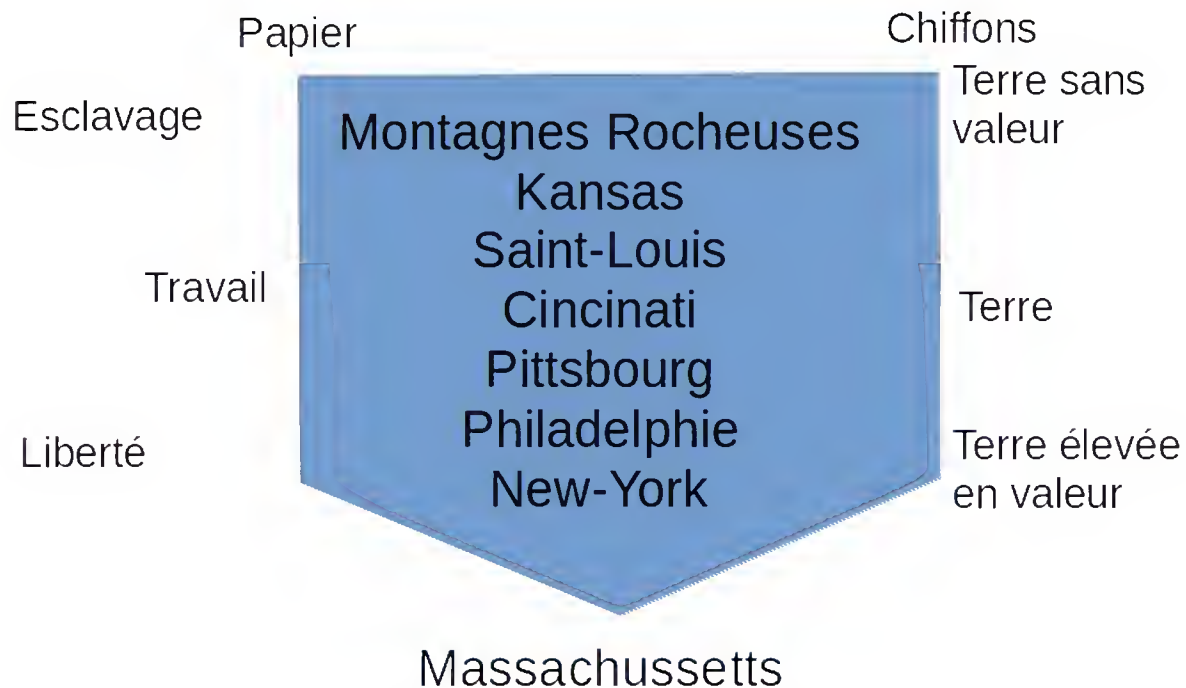 Papier
Chiffons
Esclavage
Terre sans
valeur
Montagnes Rocheuses
Kansas
Saint-Louis
Travail
Cincinati
Terre
Pittsbourg
Philadelphie
Liberté
Terre élevée
en valeur
New-York
Massachussetts